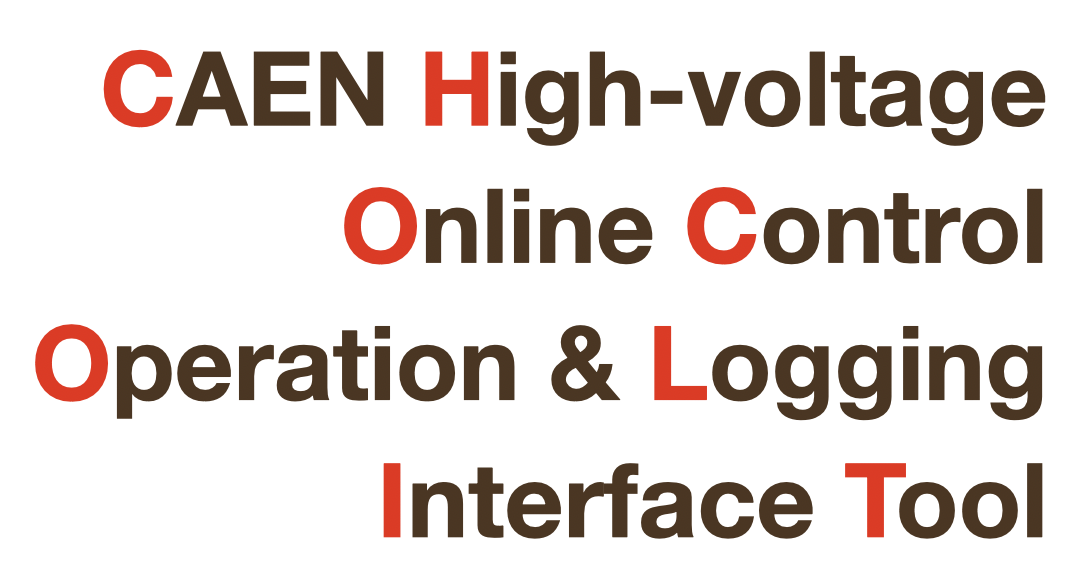 CAEN High-voltage
Online Control
Operation & Logging
Interface Tool